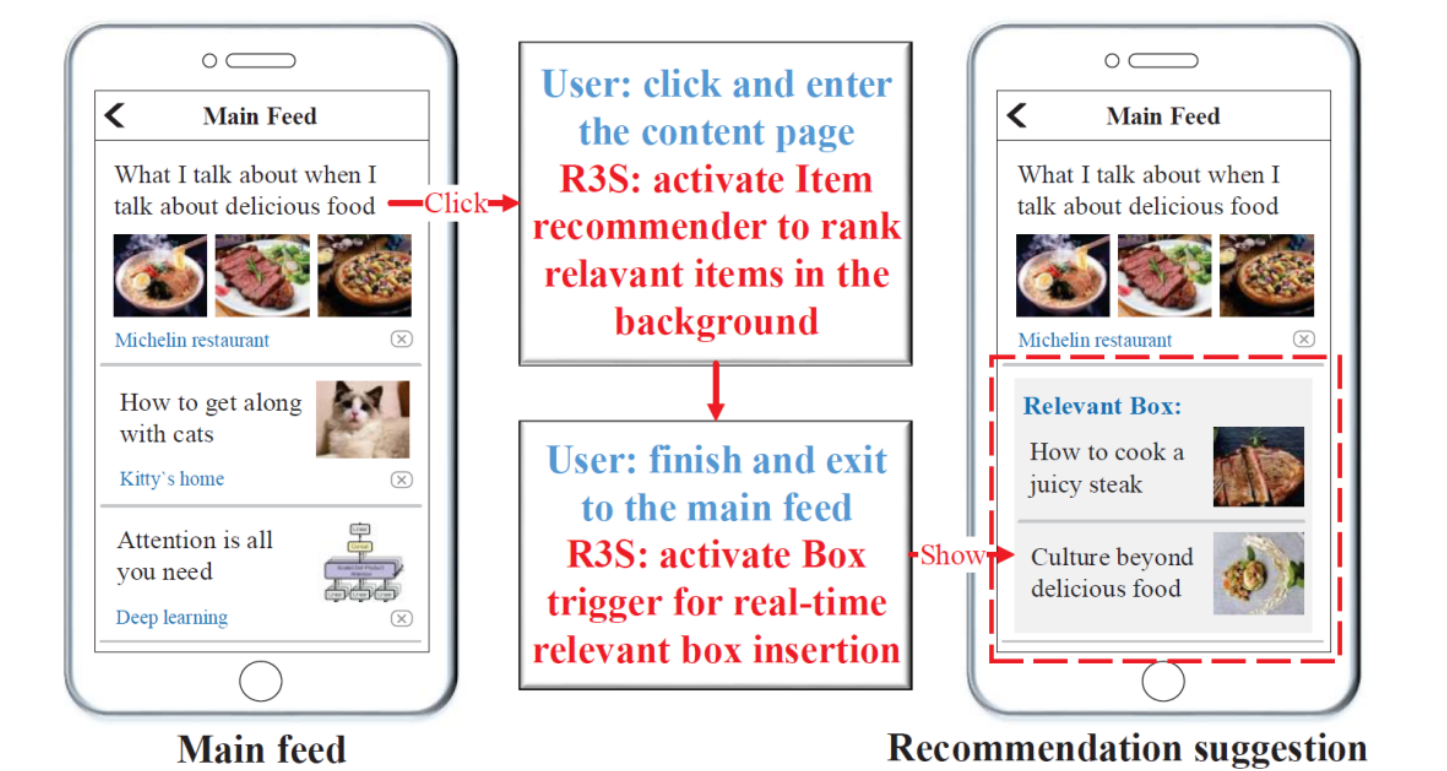 Main Feed
What I talk about when I
talk about delicious food
Michelin restaurant
How to get along
with cats
Kitty`s home
Attention is all
you need
Deep learning
Main feed
Click
User: click and enter
the content page
R3S: activate Item
recommender to rank
relavant items in the
background
User: finish and exit
to the main feed
R3S: activate Box
trigger for real-time
relevant box insertion
Show
Main Feed
What I talk about when I
talk about delicious food
Michelin restaurant
Relevant Box:
How to cook a
juicy steak
Culture beyond
delicious food
Recommendation suggestion